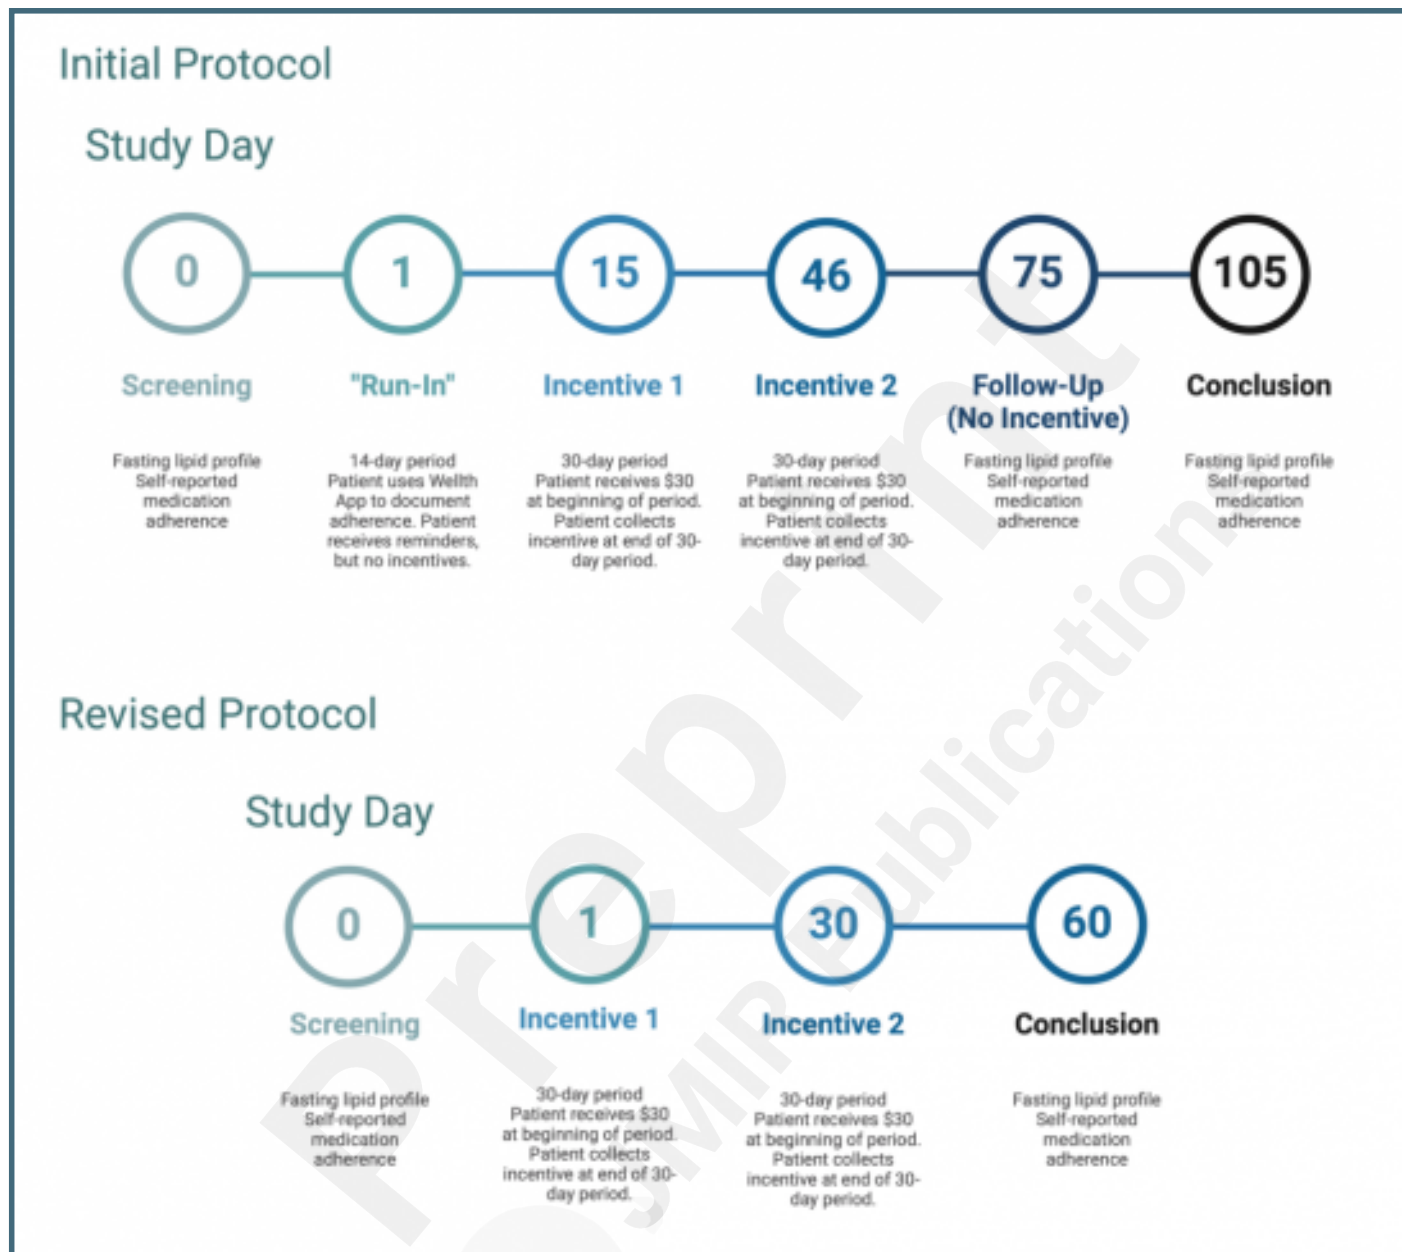 Initial Protocol
Study Day
0
1
15
46
75
105
Screening
"Run-In"
Incentive 1
Incentive 2
Follow-Up
(No Incentive)
Conclusion
Fasting lipid profile
Self-reported
medication
adherence
14-day period
Patient uses Wellth
App to document
adherence. Patient
receives reminders,
but no incentives.
30-day period
Patient receives $30
at beginning of period.
Patient collects
incentive at end of 30-
day period.
30-day period
Patient receives $30
at beginning of period.
Patient collects
incentive at end of 30-
day period.
Fasting lipid profile
Self-reported
medication
adherence
Fasting lipid profile
Self-reported
medication
adherence
Revised Protocol
Study Day
0
1
30
60
Screening
Incentive 1
Incentive 2
Conclusion
Fasting lipid profile
Self-reported
medication
adherence
30-day period
Patient receives $30
at beginning of period.
Patient collects
incentive at end of 30-
day period.
30-day period
Patient receives $30
at beginning of period.
Patient collects
incentive at end of 30-
day period.
Fasting lipid profile
Self-reported
medication
adherence
Preprint
JMIR Publications